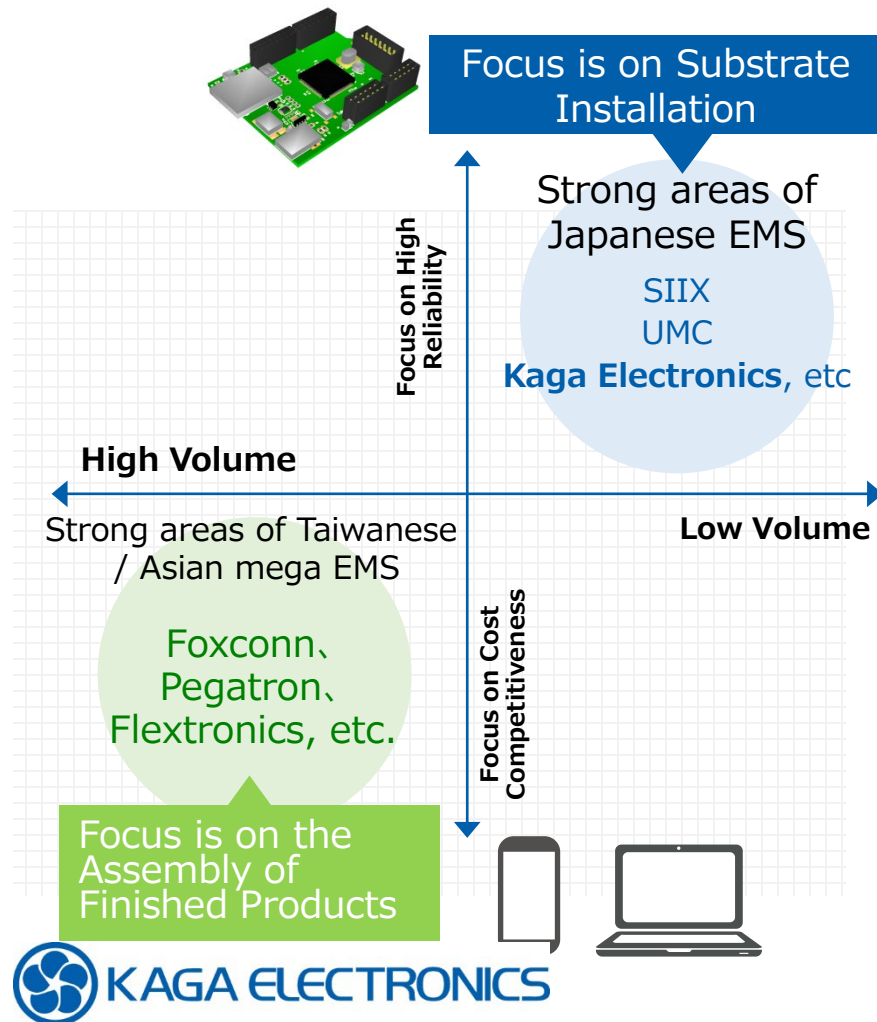 Focus is on Substrate
Installation
Strong areas of
Japanese EMS
SIIX
UMC
Kaga Electronics, etc
Focus on High
Reliability
High Volume
Low Volume
Strong areas of Taiwanese
/ Asian mega EMS
Foxconn、
Pegatron、
Flextronics, etc.
Focus on Cost
Competitiveness
Focus is on the
Assembly of
Finished Products
KAGA ELECTRONICS